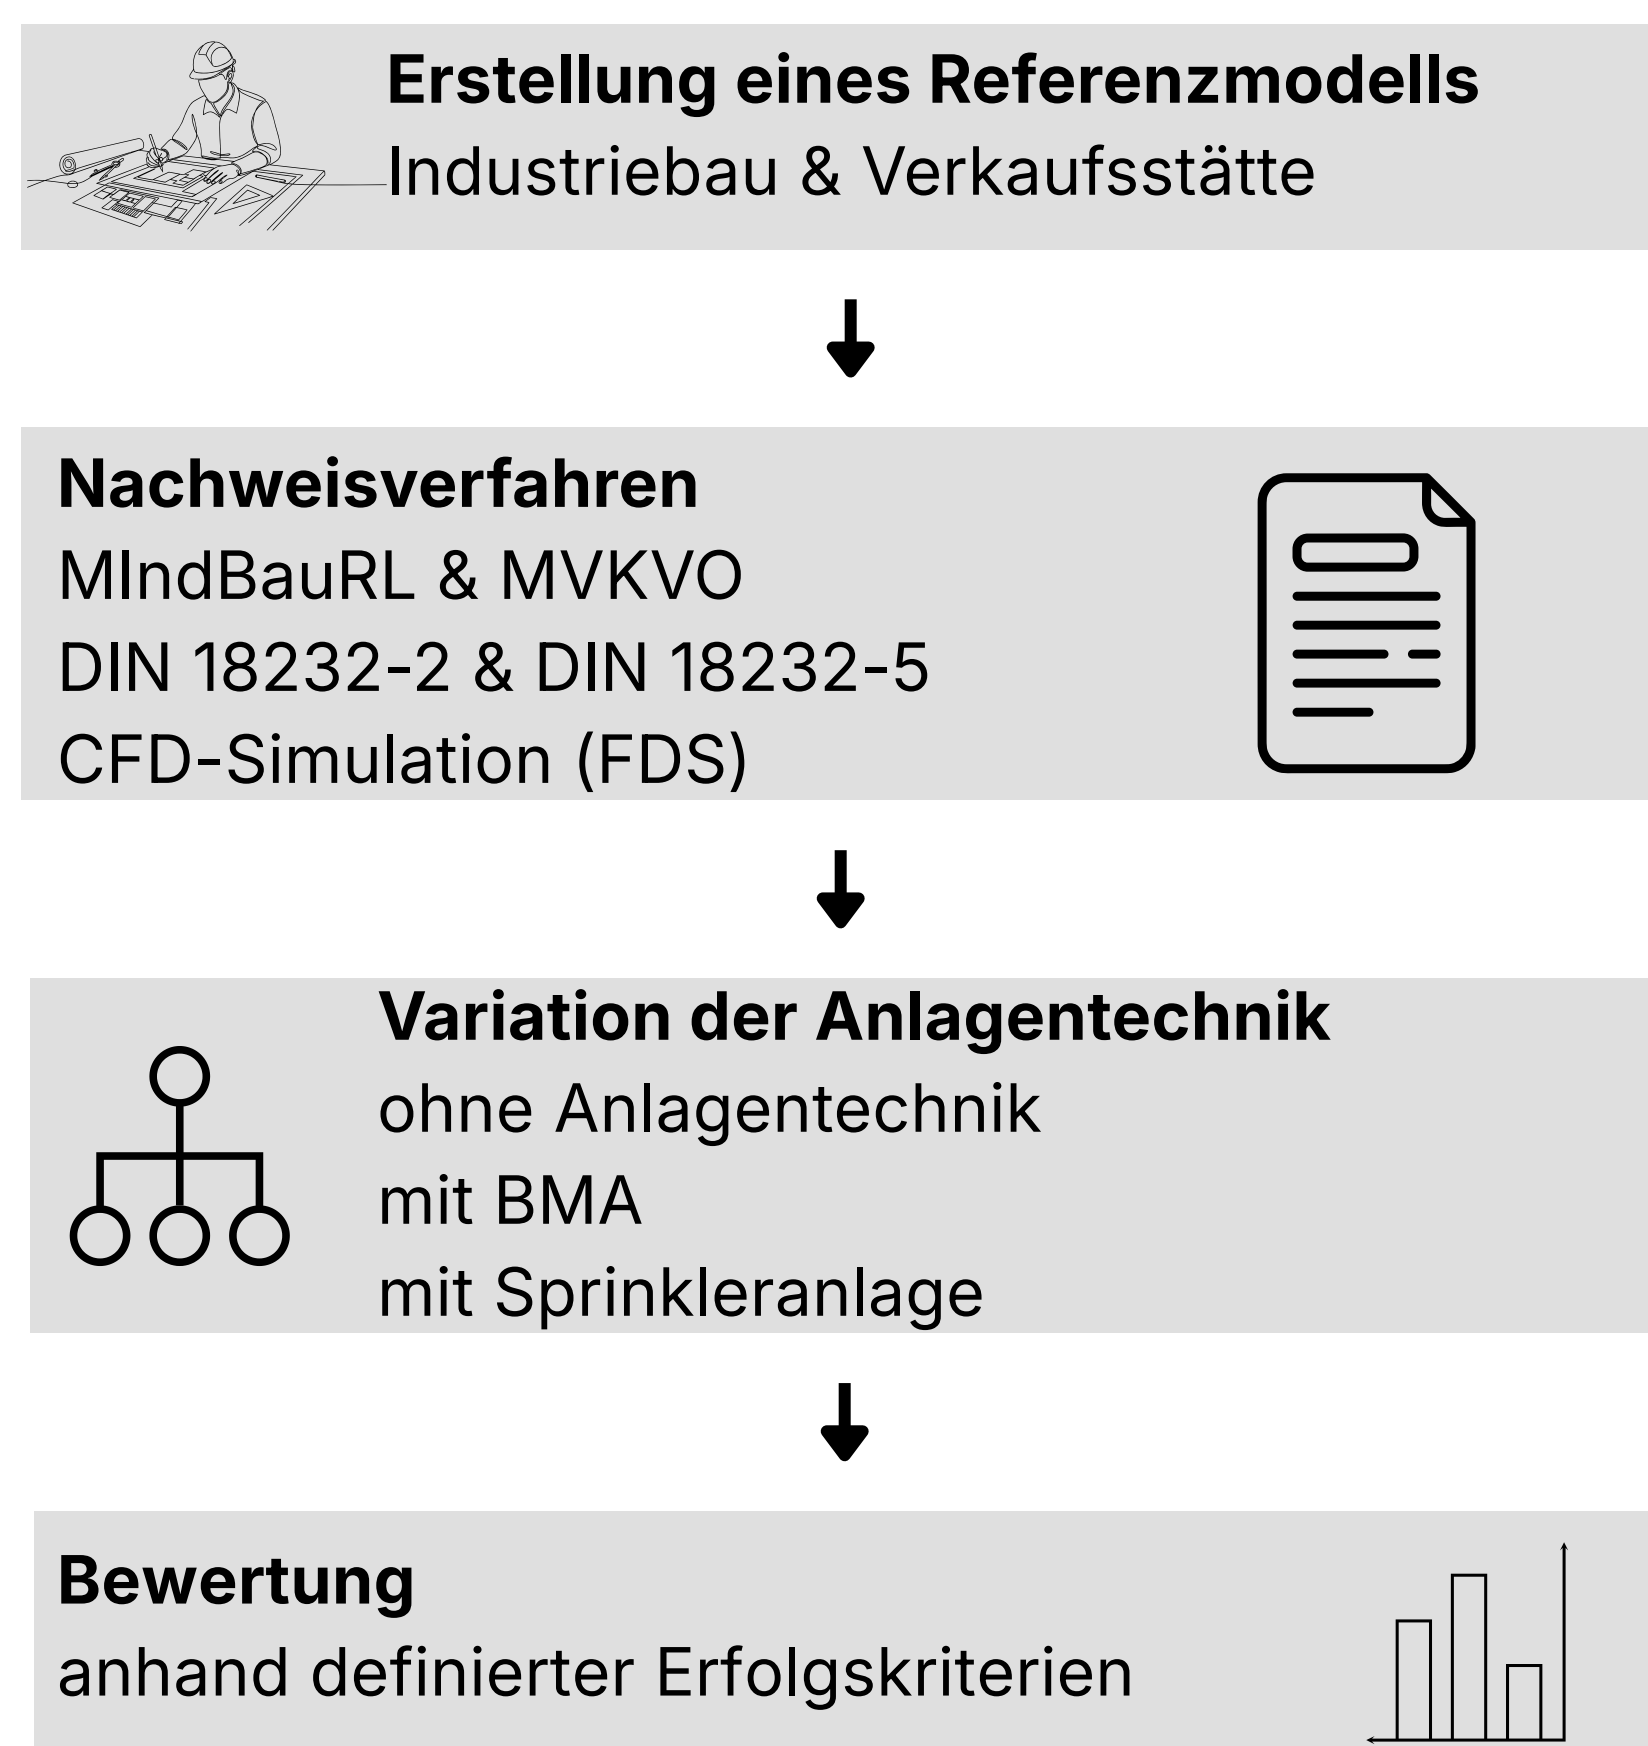 Erstellung eines Referenzmodells
Industriebau & Verkaufsstätte
Nachweisverfahren
MIndBauRL & MVKVO
DIN 18232-2 & DIN 18232-5
CFD-Simulation (FDS)
Variation der Anlagentechnik
ohne Anlagentechnik
mit BMA
mit Sprinkleranlage
Bewertung
anhand definierter Erfolgskriterien